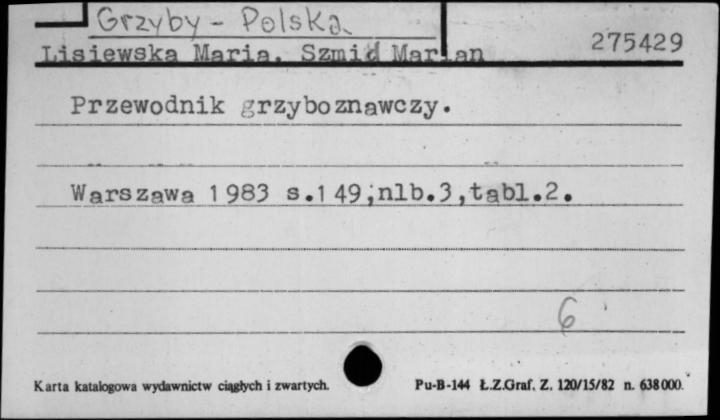 Grzyby - Polska
Lisiewska Maria, Szmid Marian
275429
Przewodnik grzyboznawczy.
Warszawa 1983 s.149,nlb.3,tabl.2.
6
Karta katalogowa wydawnictw ciągłych i zwartych.
Pu-B-144 Ł.Z.Graf. Z. 120/15/82 n. 638000.